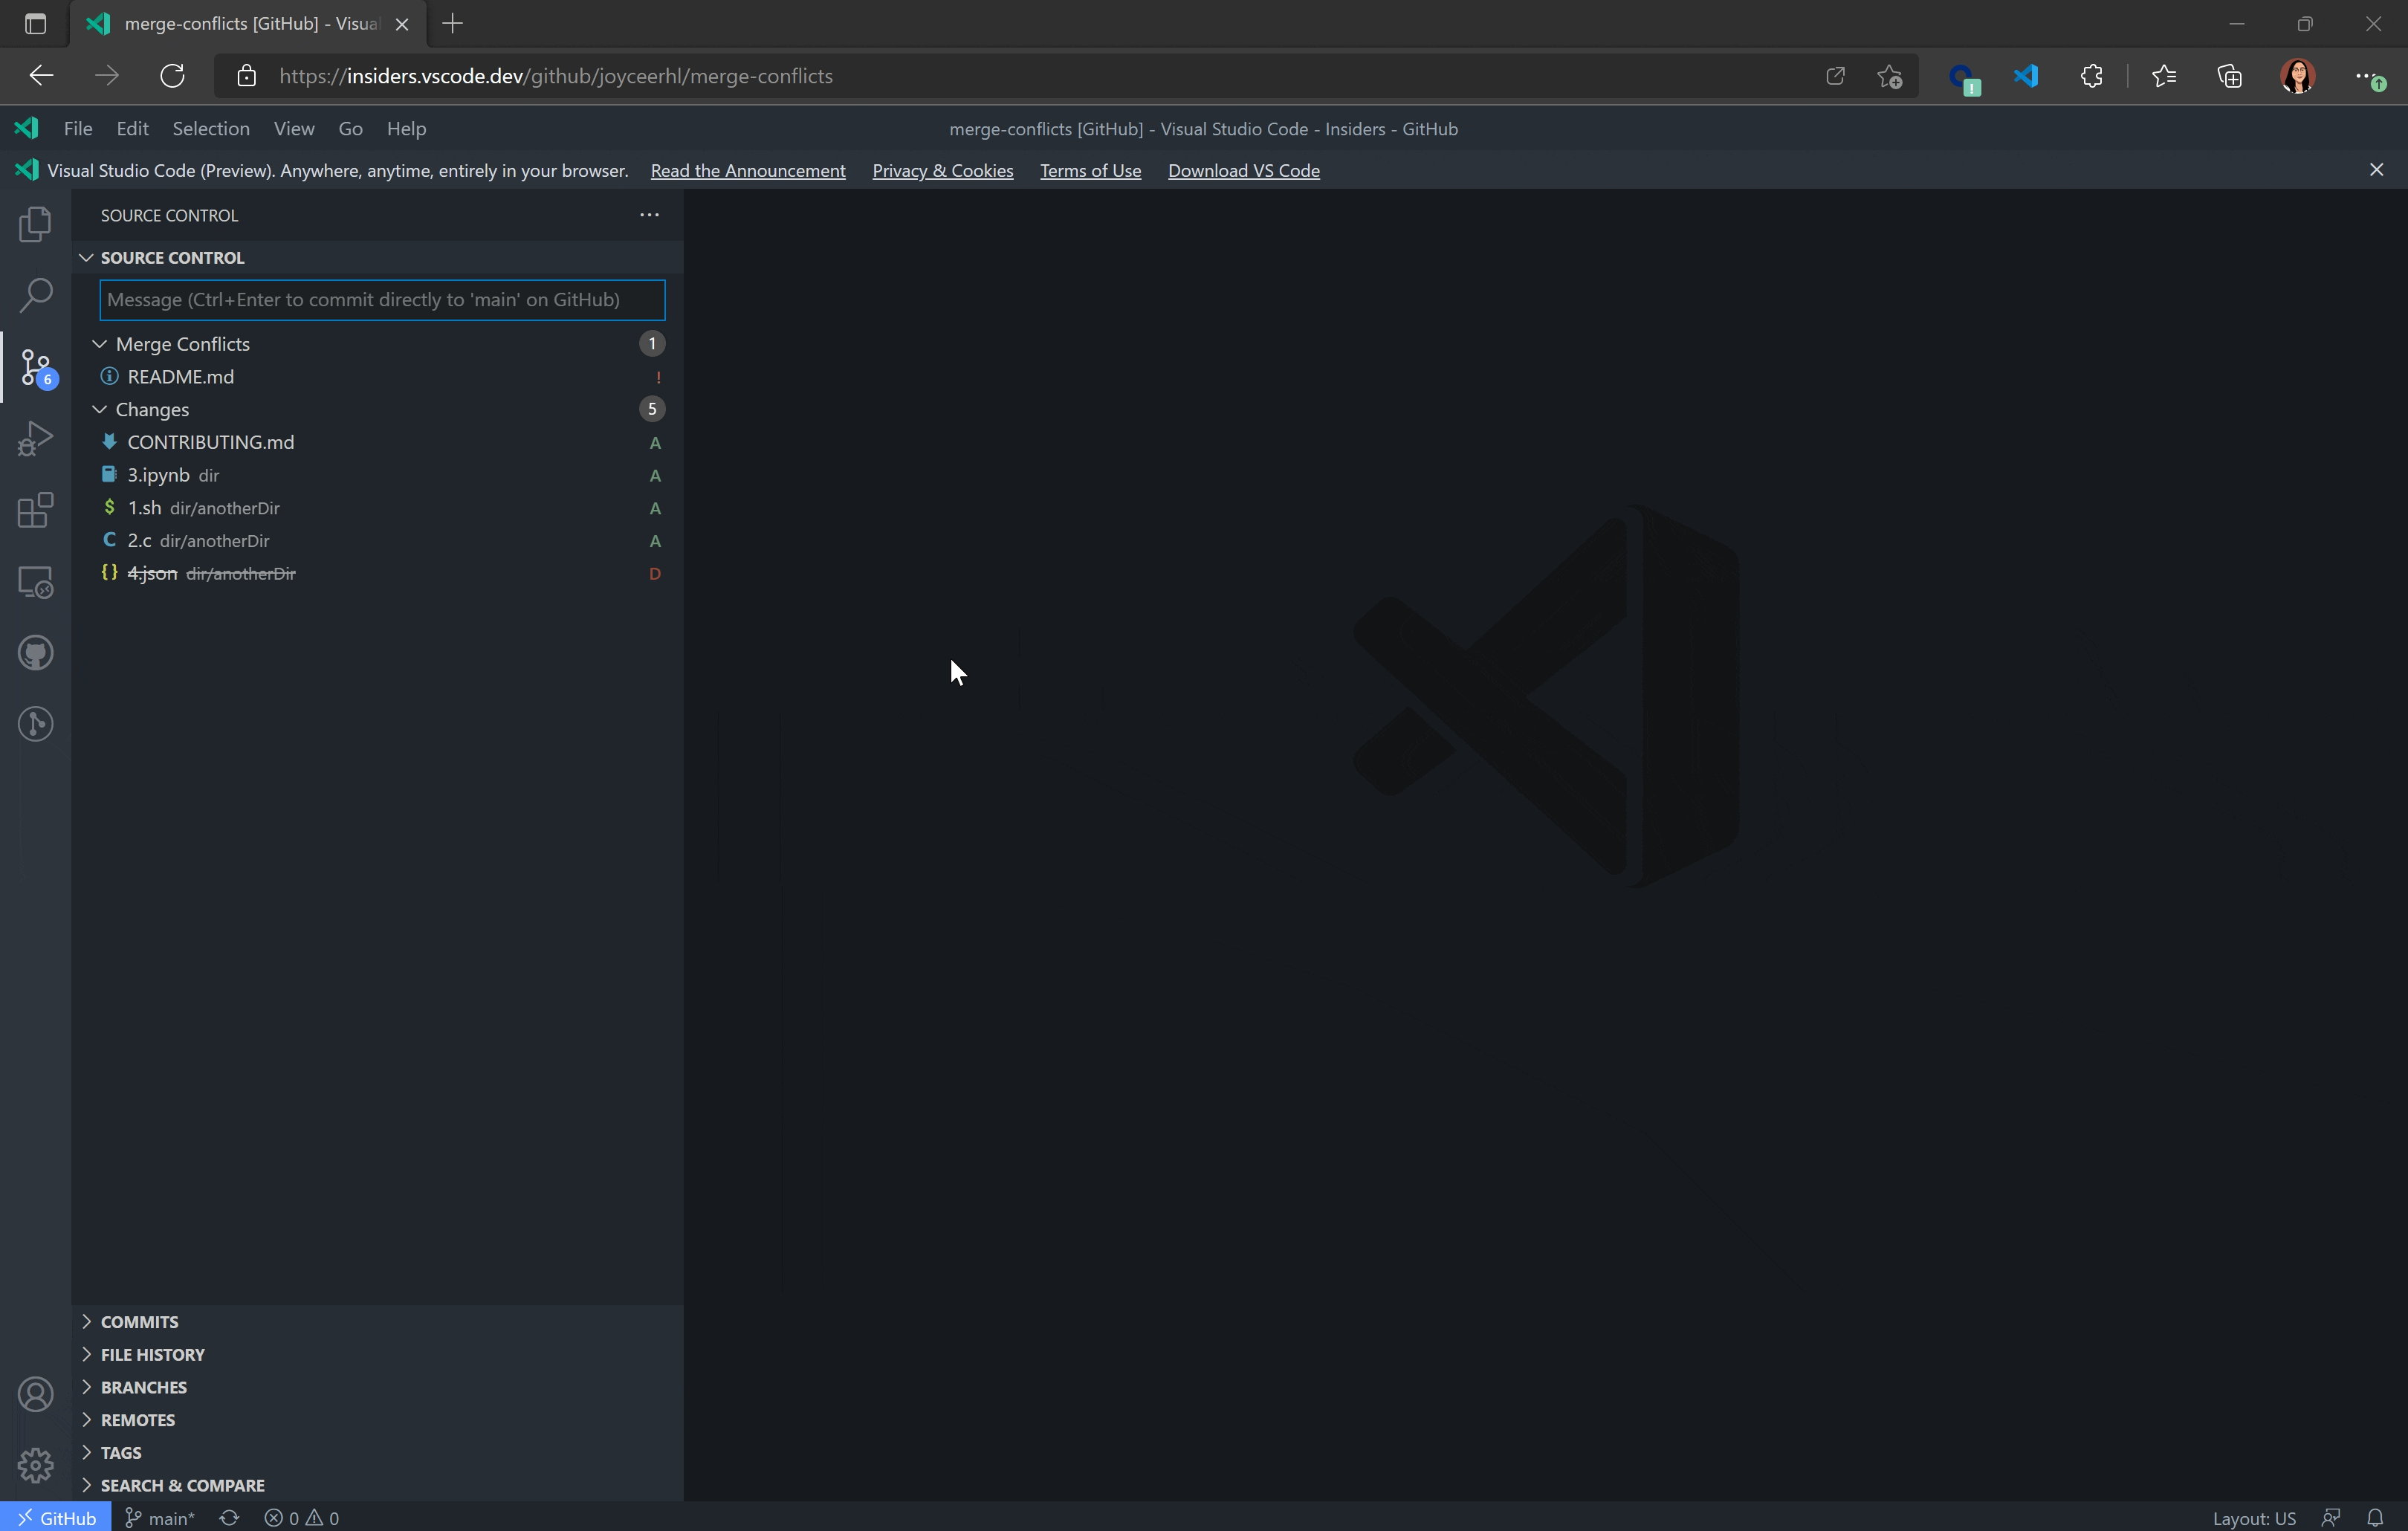 merge-conflicts [GitHub] - Visual
https://insiders.vscode.dev/github/joyceerhl/merge-conflicts
File Edit Selection View Go Help
merge-conflicts [GitHub] - Visual Studio Code - Insiders - GitHub
Visual Studio Code (Preview). Anywhere, anytime, entirely in your browser. Read the Announcement Privacy & Cookies Terms of Use Download VS Code
SOURCE CONTROL
SOURCE CONTROL
Message (Ctrl+Enter to commit directly to 'main' on GitHub)
Merge Conflicts 1
README.md !
6
Changes 5
CONTRIBUTING.md A
3.ipynb dir A
$ 1.sh dir/anotherDir A
C 2.c dir/anotherDir A
{} 4.json dir/anotherDir D
COMMITS
FILE HISTORY
BRANCHES
REMOTES
TAGS
SEARCH & COMPARE
GitHub main* 0 0 Layout: US